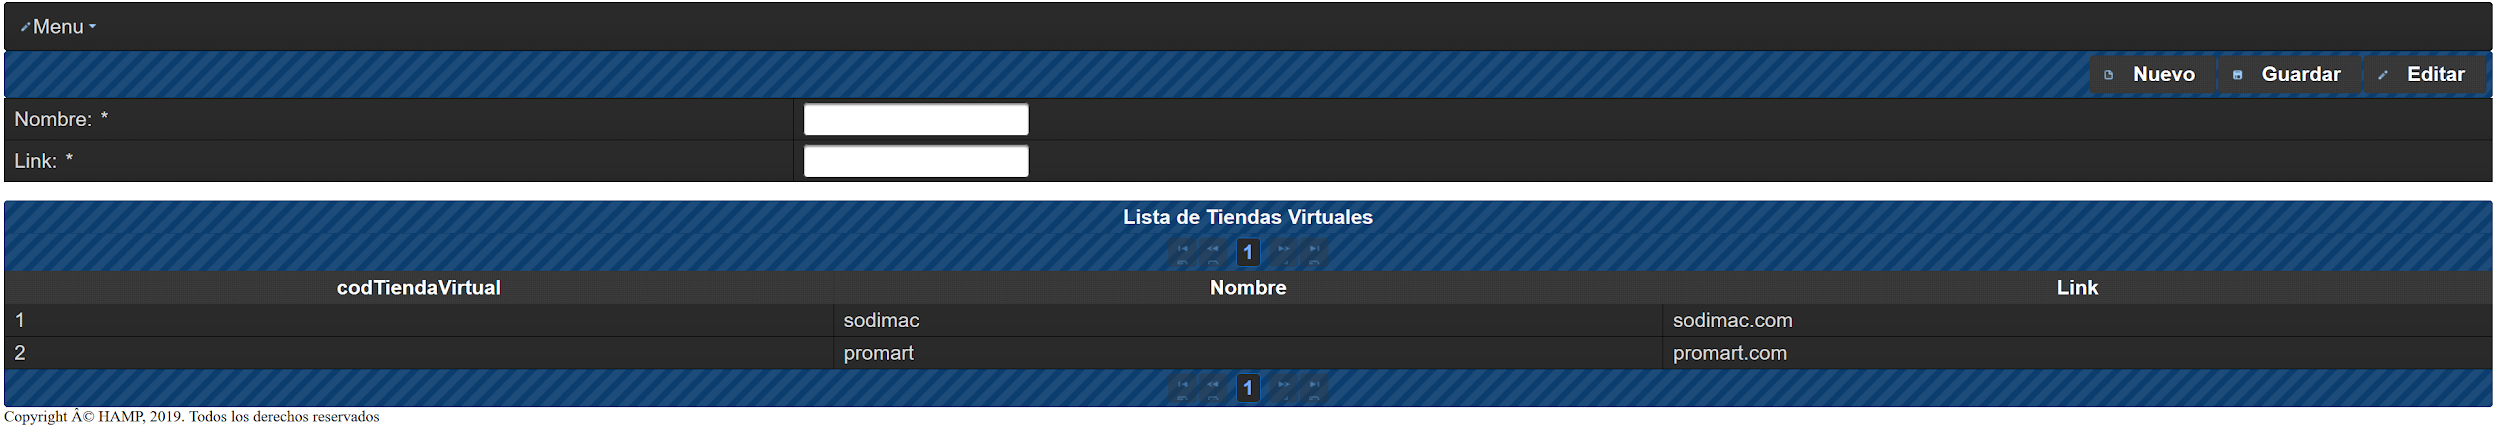 Menu
Nuevo Guardar Editar
Nombre: *
Link: *
Lista de Tiendas Virtuales
1
codTiendaVirtual Nombre Link
1 sodimac sodimac.com
2 promart promart.com
1
Copyright Â© HAMP, 2019. Todos los derechos reservados